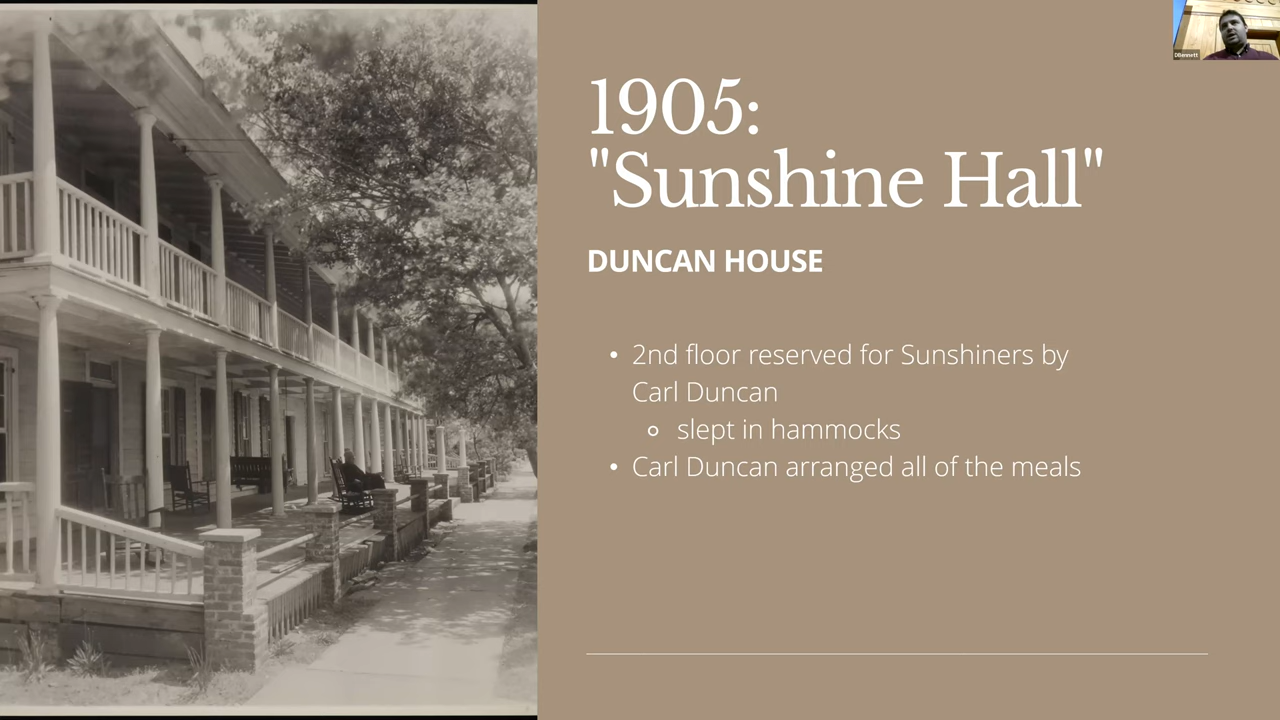 DBennett
1905:
"Sunshine Hall"
DUNCAN HOUSE
• 2nd floor reserved for Sunshiners by
Carl Duncan
◦ slept in hammocks
• Carl Duncan arranged all of the meals